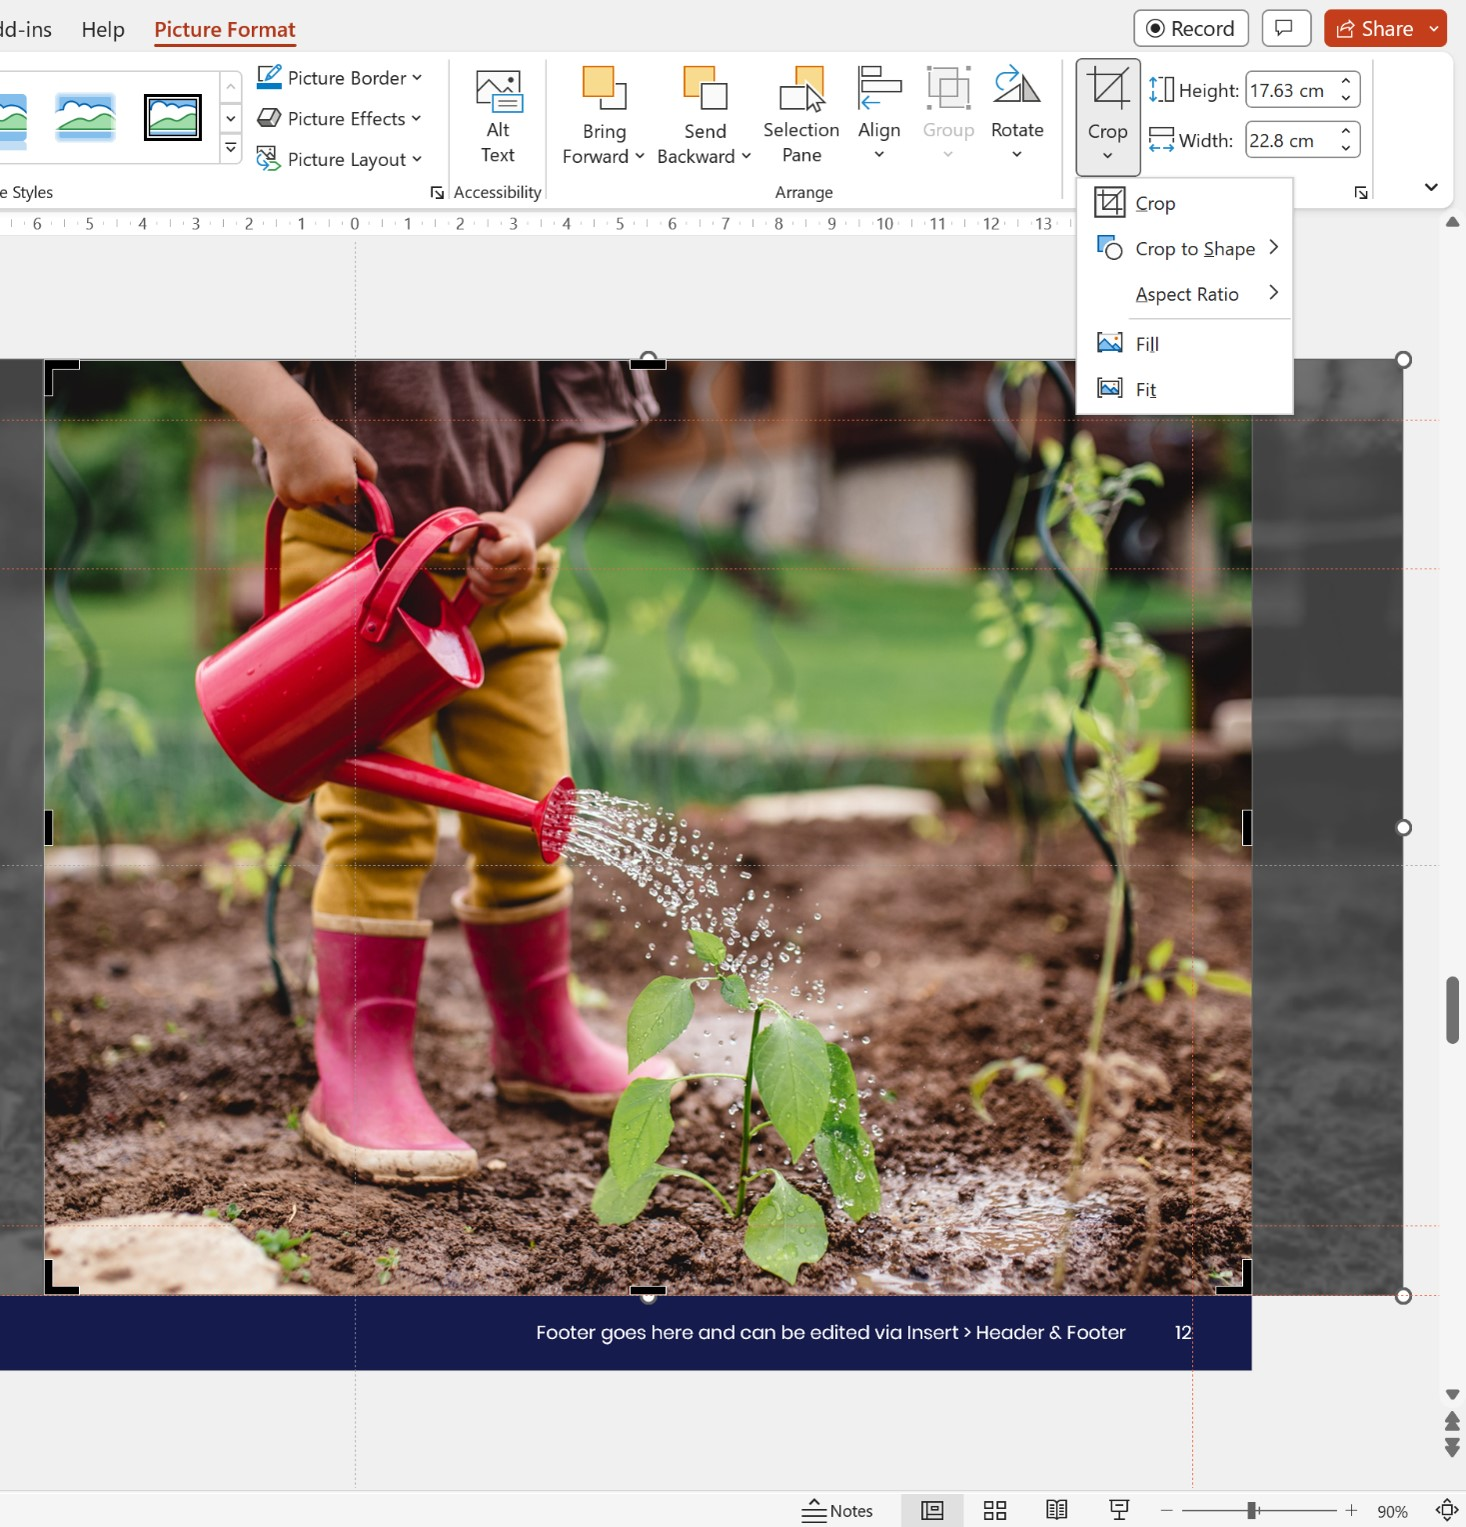 dd-ins Help Picture Format Record Share
Picture Border
Picture Effects
Picture Layout
e Styles
Alt
Text
Accessibility
Bring
Forward
Send
Backward
Selection
Pane
Align
Group
Rotate
Arrange
Crop
Height: 17.63 cm
Width: 22.8 cm
6 5 4 3 2 1 0 1 2 3 4 5 6 7 8 9 10 11 12 13
Crop
Crop to Shape
Aspect Ratio
Fill
Fit
Footer goes here and can be edited via Insert > Header & Footer 12
Notes 90%